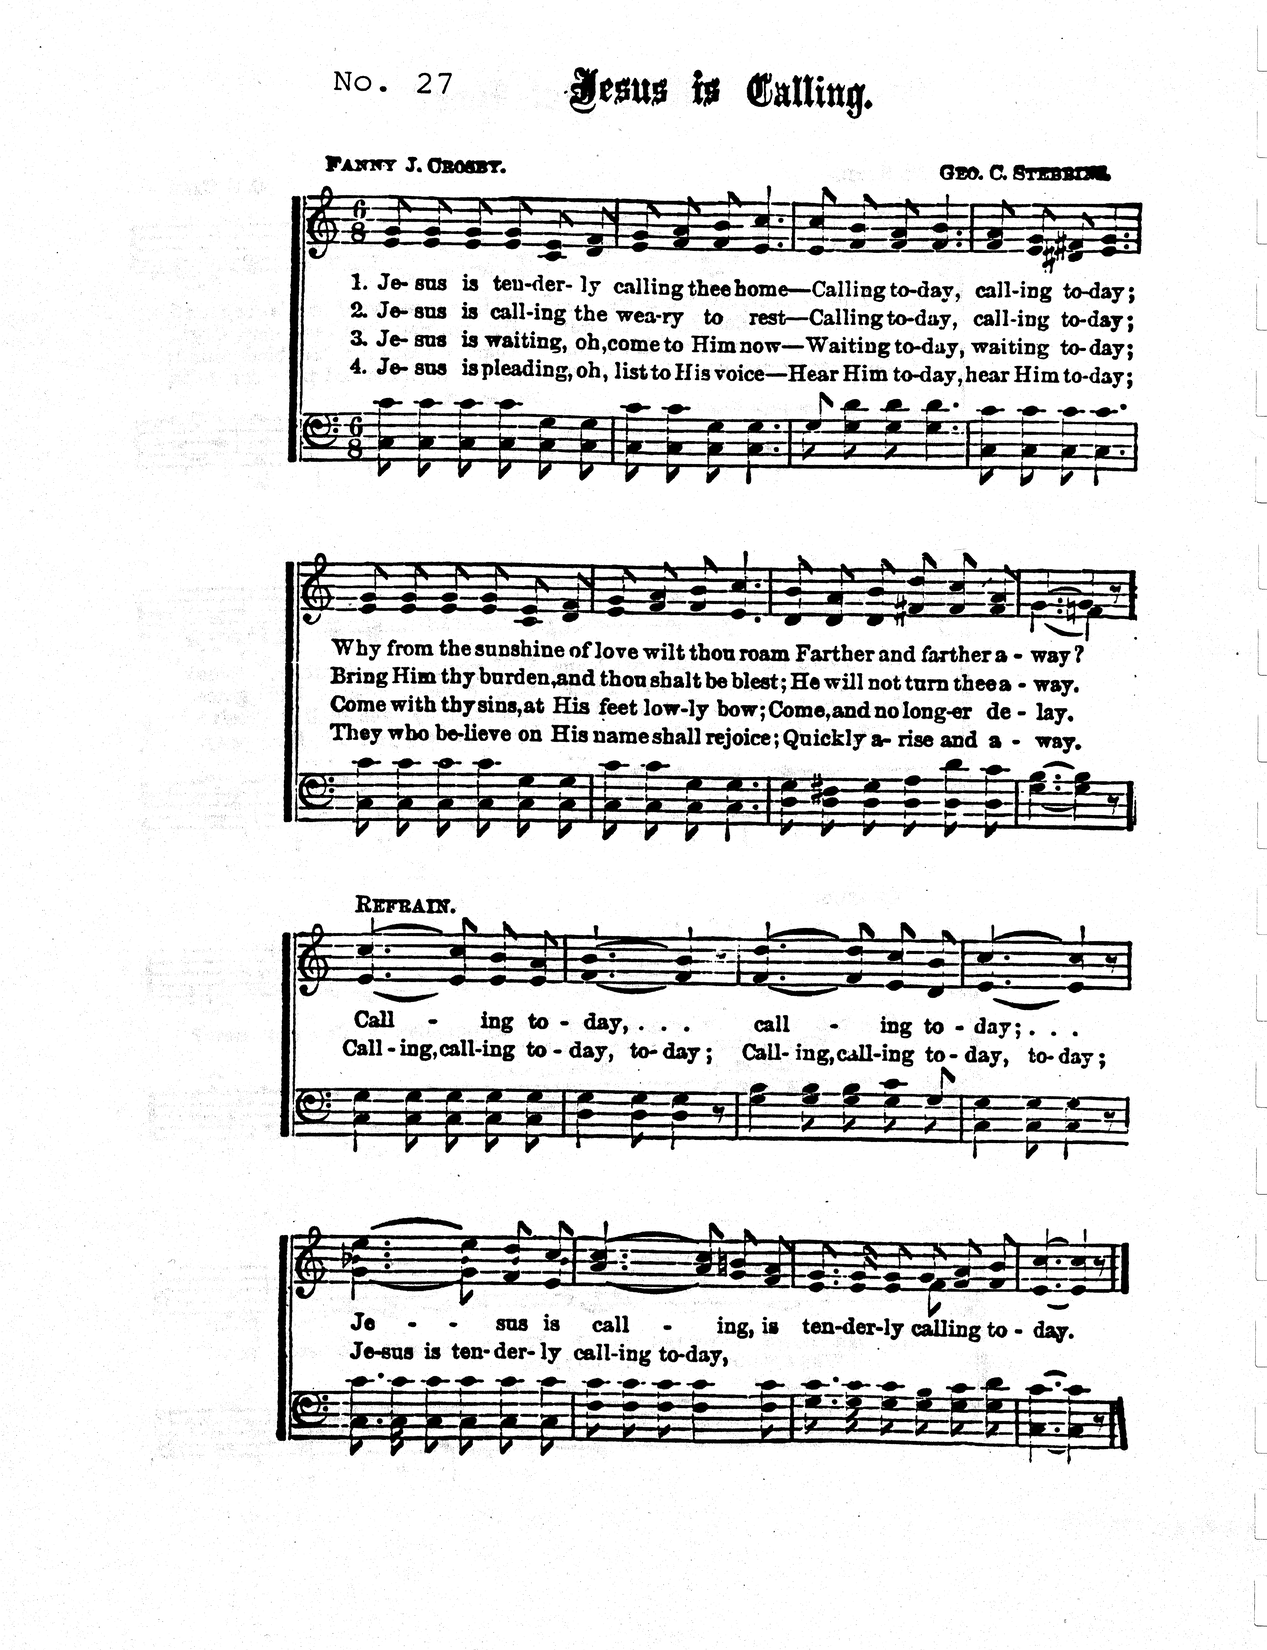 No. 27
Jesus is Calling.
FANNY J. CROSBY.
GEO. C. STEBBINS.
1. Je- sus is ten-der- ly calling thee home—Calling to-day, call-ing to-day;
2. Je- sus is call-ing the wea-ry to rest—Calling to-day, call-ing to-day;
3. Je- sus is waiting, oh, come to Him now—Waiting to-day, waiting to-day;
4. Je- sus is pleading, oh, list to His voice—Hear Him to-day, hear Him to-day;
Why from the sunshine of love wilt thou roam Farther and farther a - way?
Bring Him thy burden, and thou shalt be blest; He will not turn thee a - way.
Come with thy sins, at His feet low-ly bow; Come, and no long-er de - lay.
They who be-lieve on His name shall rejoice; Quickly a- rise and a - way.
REFRAIN.
Call - ing to - day, . . . call - ing to - day; . . .
Call - ing, call-ing to - day, to- day; Call- ing, call-ing to - day, to- day;
Je - - sus is call - ing, is ten-der-ly calling to - day.
Je-sus is ten- der- ly call-ing to-day,